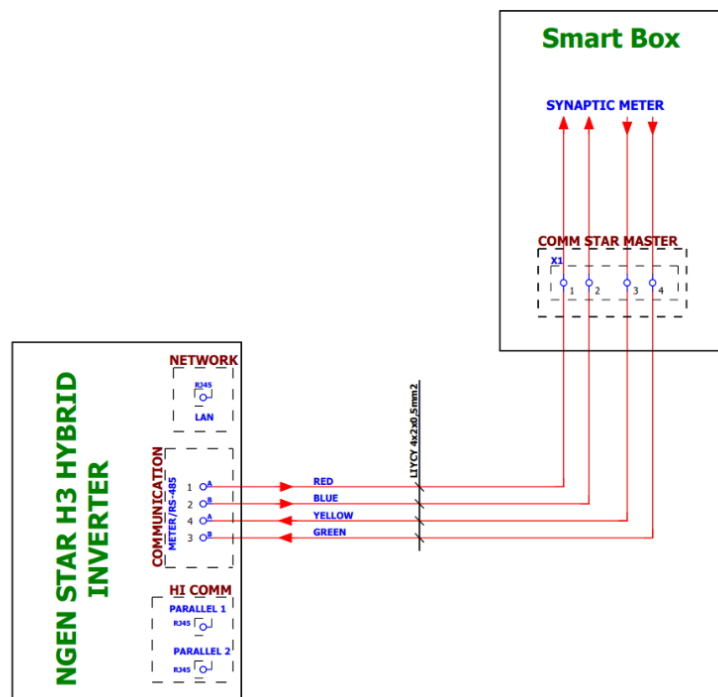 Smart Box
SYNAPTIC METER
COMM STAR MASTER
X1
1 2 3 4
NGEN STAR H3 HYBRID
INVERTER
NETWORK
RJ45
LAN
COMMUNICATION
METER/RS-485
1 A
2 B
4 A
3 B
RED
BLUE
YELLOW
GREEN
LIYCY 4x2x0,5mm2
HI COMM
PARALLEL 1
RJ45
PARALLEL 2
RJ45